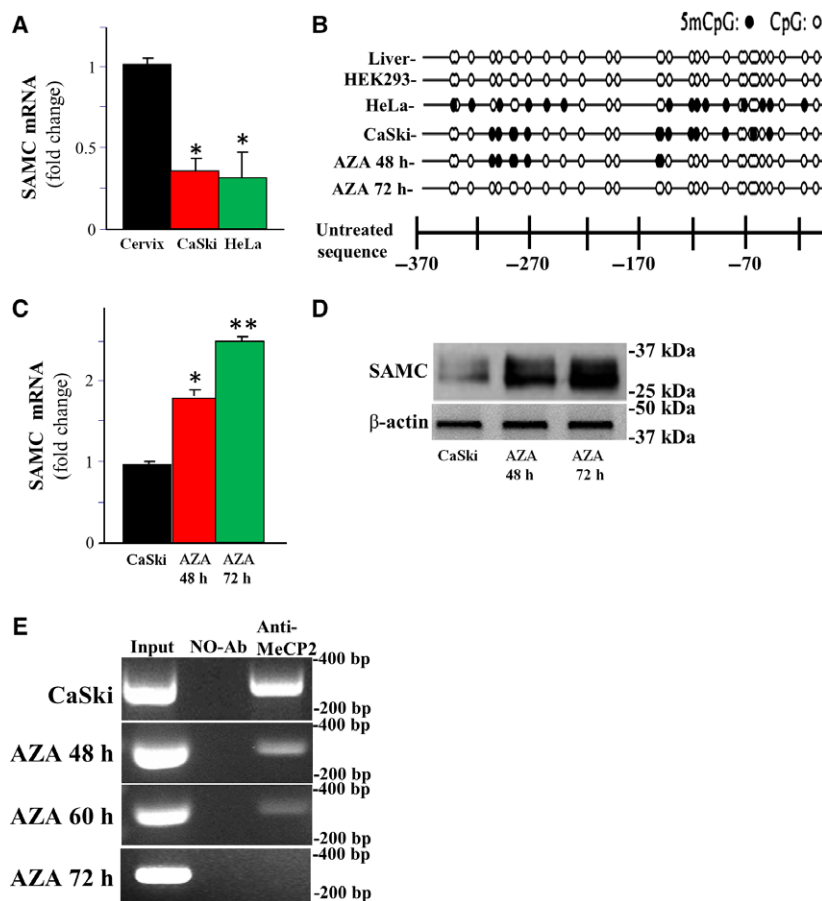 A
SAMC mRNA
(fold change)
1
0.5
0
*
*
Cervix CaSki HeLa
B
5mCpG: CpG:
Liver-
HEK293-
HeLa-
CaSki-
AZA 48 h-
AZA 72 h-
Untreated
sequence
–370 –270 –170 –70
C
SAMC mRNA
(fold change)
2
1
0
*
**
CaSki AZA AZA
48 h 72 h
D
SAMC
-37 kDa
-25 kDa
β-actin
-50 kDa
-37 kDa
CaSki AZA AZA
48 h 72 h
E
Input NO-Ab Anti-
MeCP2
CaSki
-400 bp
-200 bp
AZA 48 h
-400 bp
-200 bp
AZA 60 h
-400 bp
-200 bp
AZA 72 h
-400 bp
-200 bp